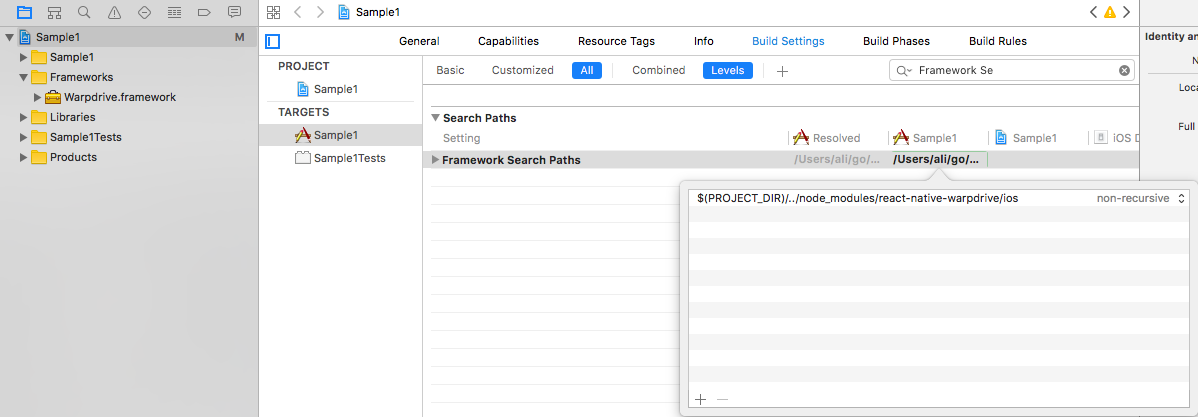 Sample1
Identity an
Sample1 M
General Capabilities Resource Tags Info Build Settings Build Phases Build Rules
Sample1
Frameworks
Warpdrive.framework
Libraries
Sample1Tests
Products
PROJECT
Sample1
TARGETS
Sample1
Sample1Tests
Basic Customized All Combined Levels + Framework Se
N
Loca
Full
Search Paths
Setting Resolved Sample1 Sample1 iOS D
Framework Search Paths /Users/ali/go/... /Users/ali/go/...
$(PROJECT_DIR)/../node_modules/react-native-warpdrive/ios non-recursive
+ −